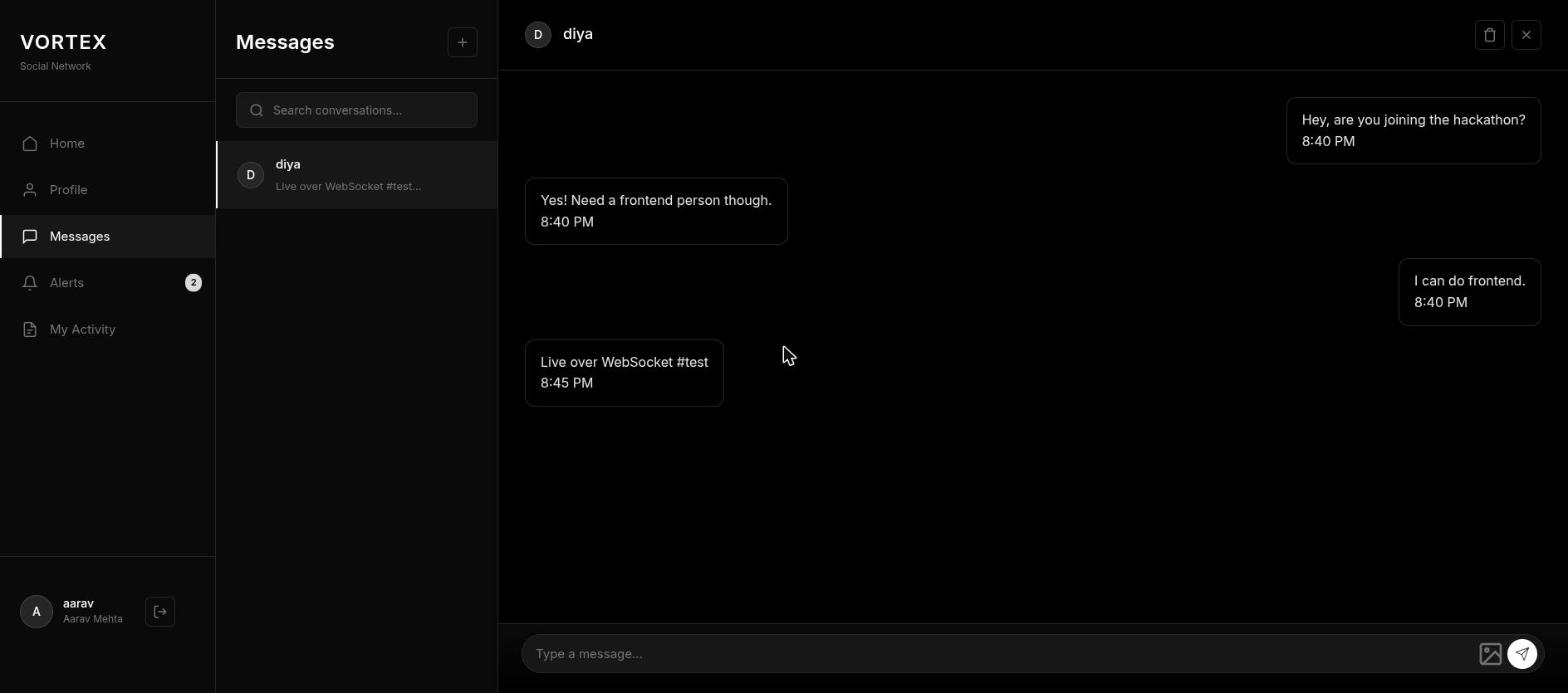 VORTEX
Social Network
Home
Profile
Messages
Alerts
2
My Activity
A
aarav
Aarav Mehta
Messages
Search conversations...
D
diya
Live over WebSocket #test...
D
diya
Hey, are you joining the hackathon?
8:40 PM
Yes! Need a frontend person though.
8:40 PM
I can do frontend.
8:40 PM
Live over WebSocket #test
8:45 PM
Type a message...